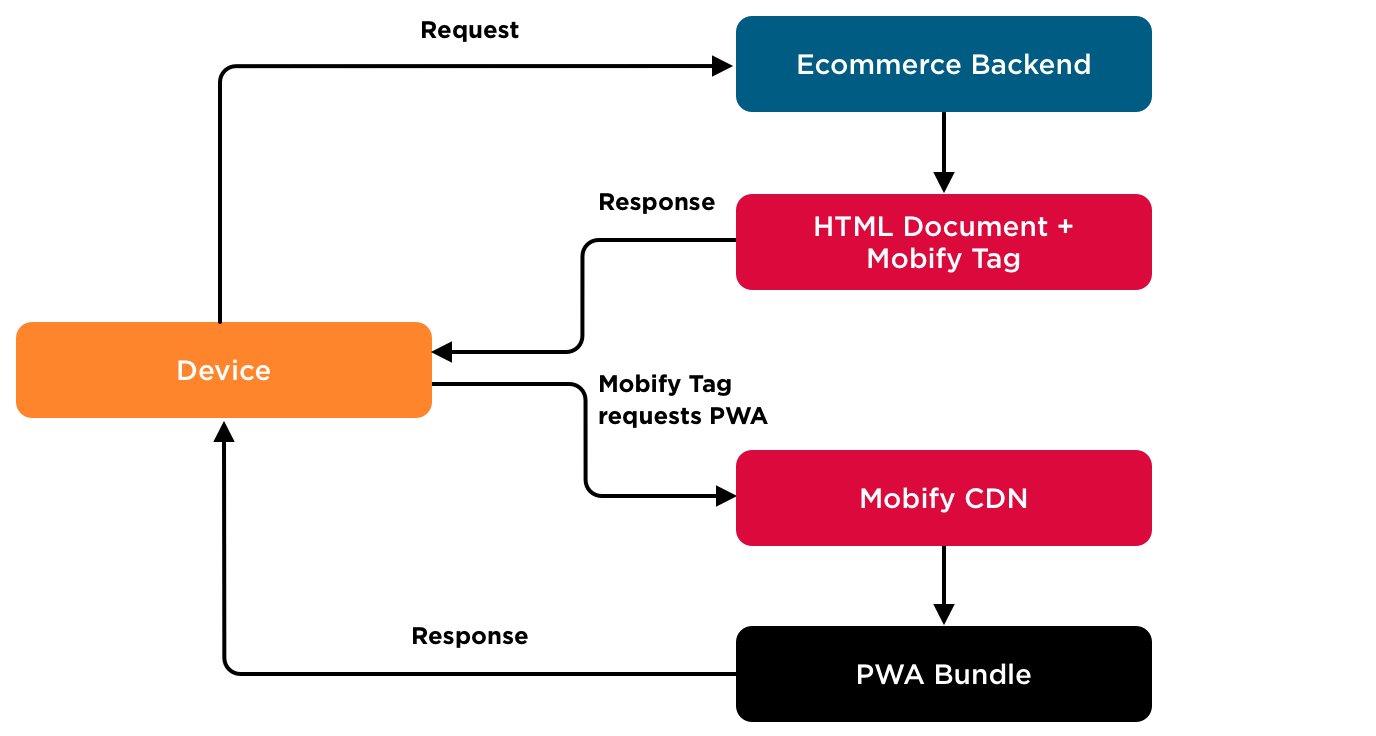 Request
Ecommerce Backend
Response
HTML Document +
Mobify Tag
Device
Mobify Tag
requests PWA
Mobify CDN
Response
PWA Bundle